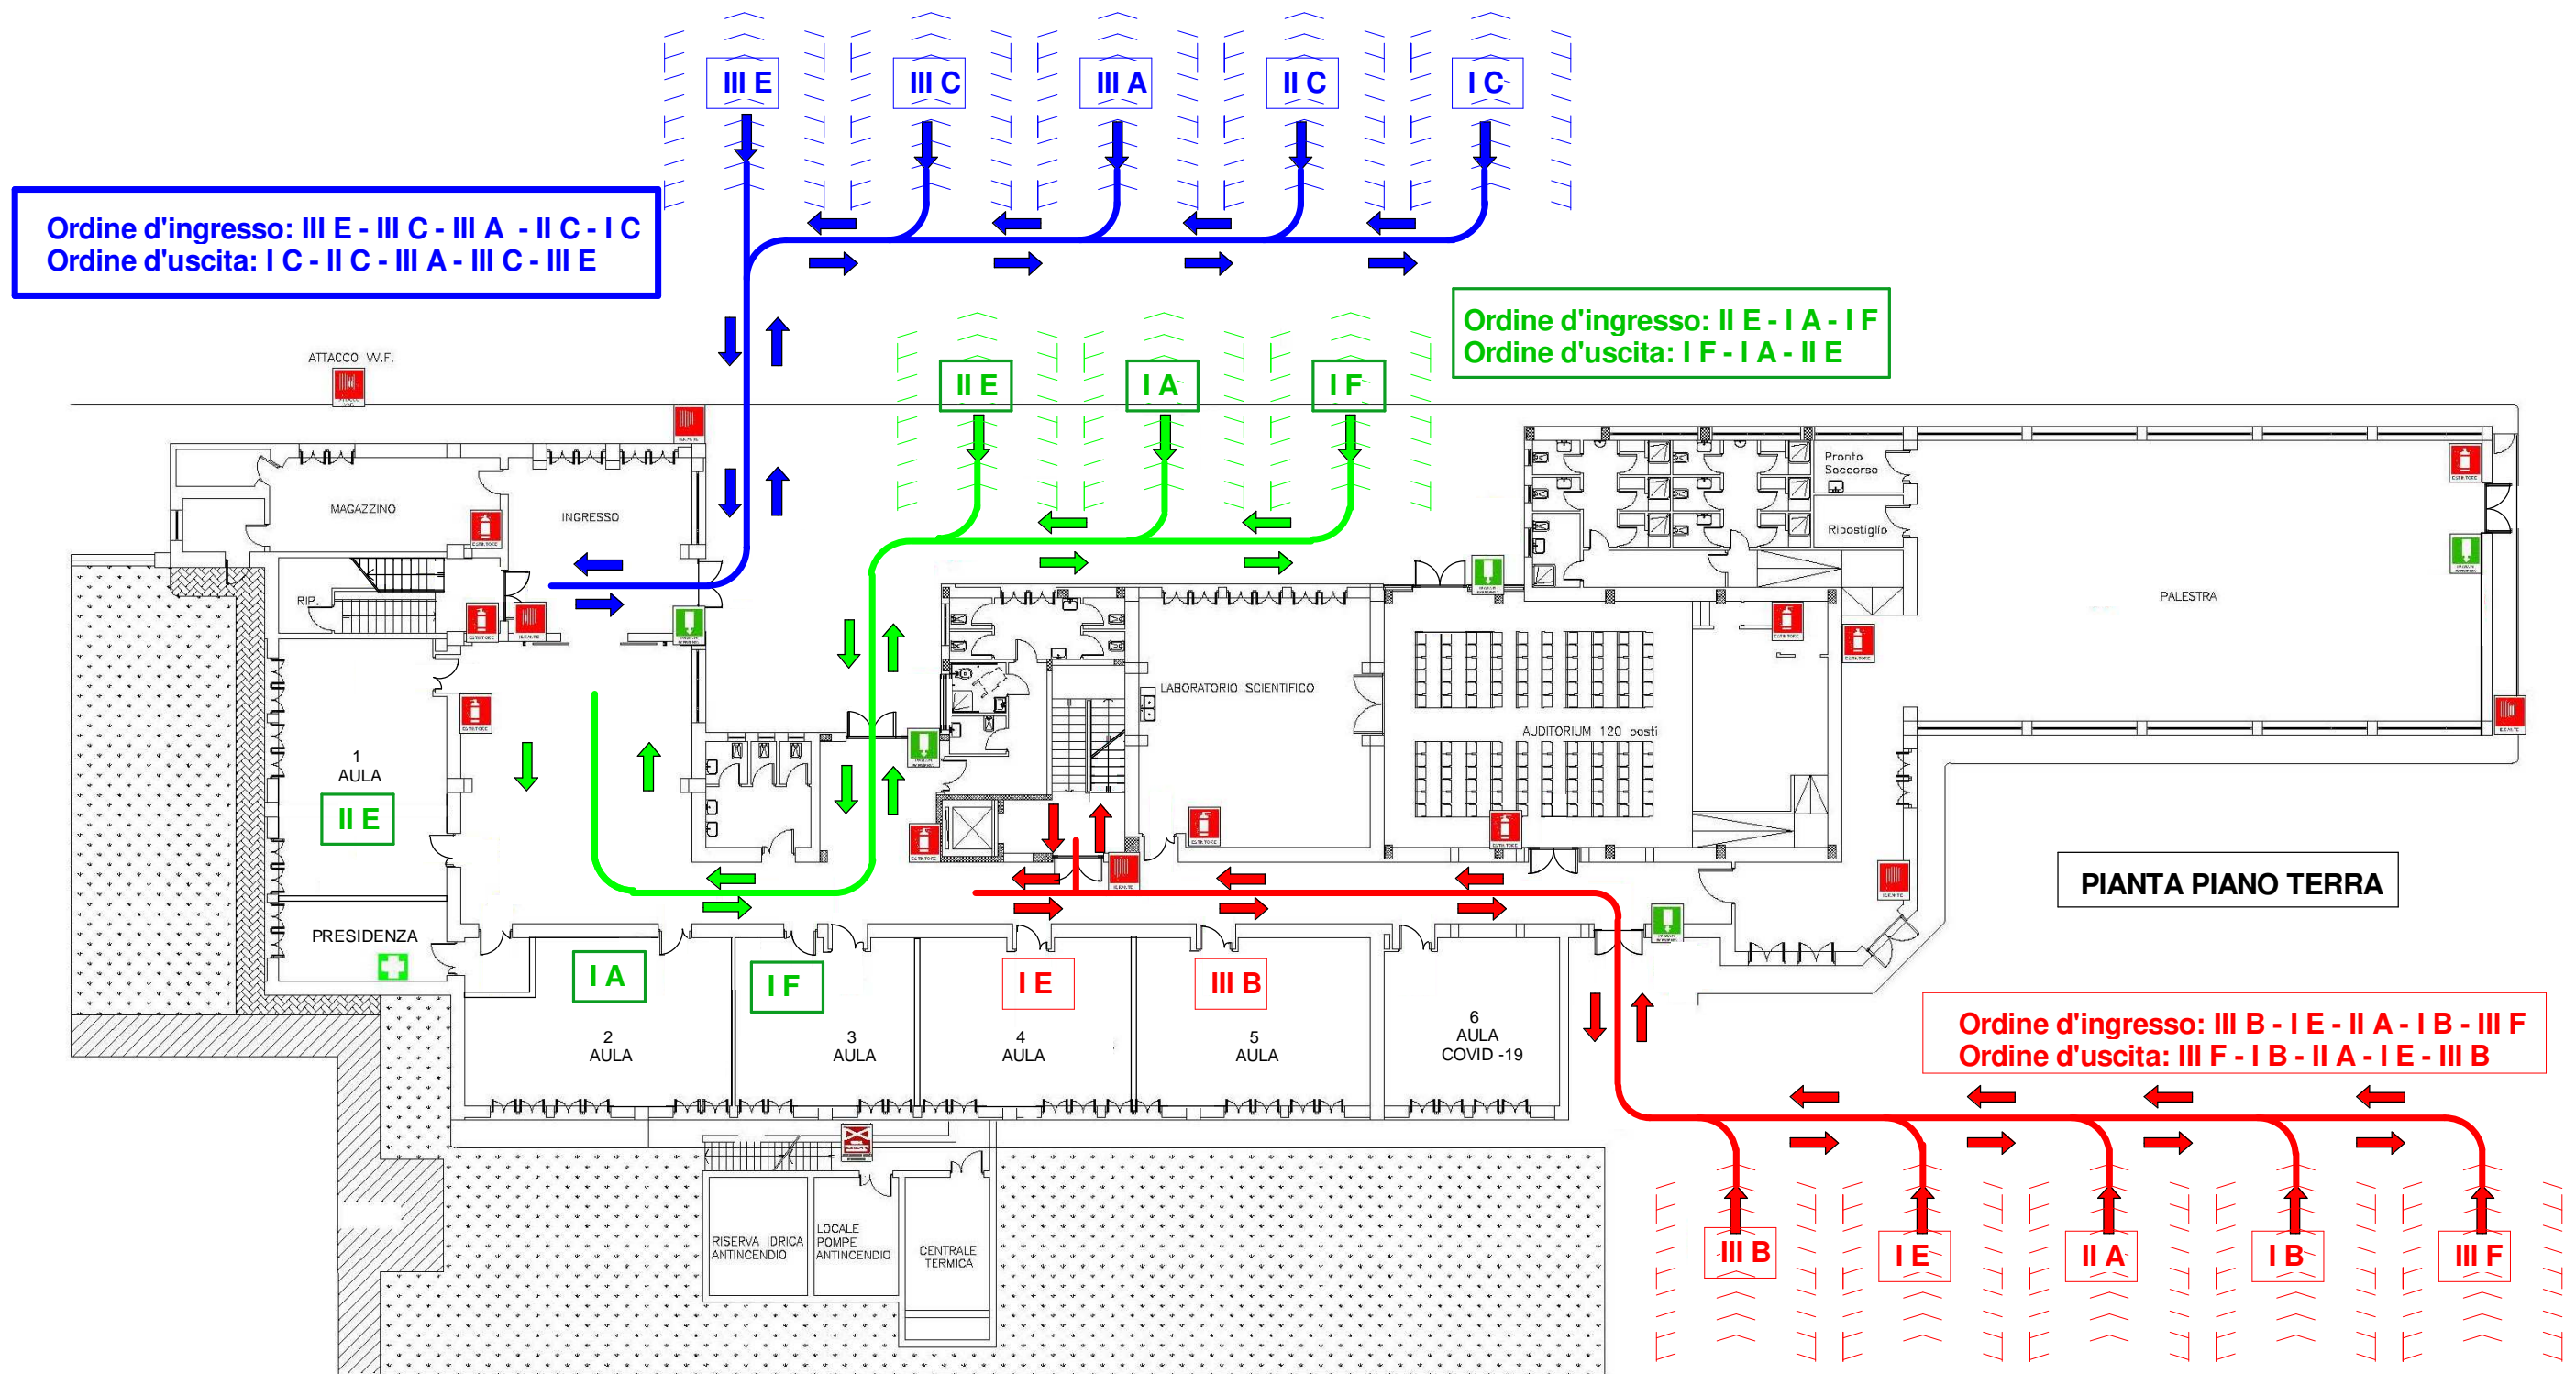 III E
III C
III A
II C
I C
Ordine d'ingresso: III E - III C - III A - II C - I C
Ordine d'uscita: I C - II C - III A - III C - III E
Ordine d'ingresso: II E - I A - I F
Ordine d'uscita: I F - I A - II E
ATTACCO VV.F.
II E
I A
I F
MAGAZZINO
INGRESSO
Pronto
Soccorso
Ripostiglio
RIP.
PALESTRA
LABORATORIO SCIENTIFICO
AUDITORIUM 120 posti
1
AULA
II E
PRESIDENZA
PIANTA PIANO TERRA
I A
I F
I E
III B
2
AULA
3
AULA
4
AULA
5
AULA
6
AULA
COVID -19
Ordine d'ingresso: III B - I E - II A - I B - III F
Ordine d'uscita: III F - I B - II A - I E - III B
RISERVA IDRICA
ANTINCENDIO
LOCALE
POMPE
ANTINCENDIO
CENTRALE
TERMICA
III B
I E
II A
I B
III F